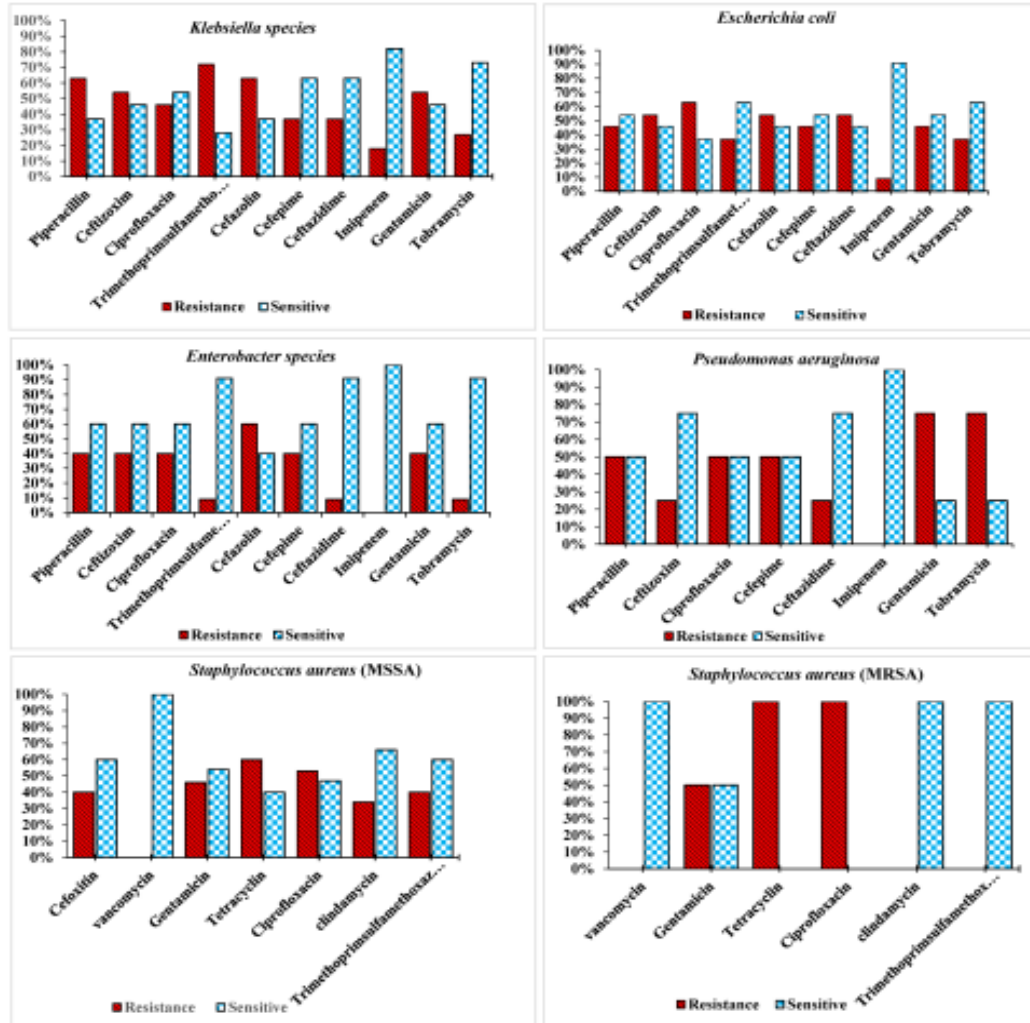 Klebsiella species
100%
90%
80%
70%
60%
50%
40%
30%
20%
10%
0%
Piperacillin
Ceftizoxim
Ciprofloxacin
Trimethoprimsulfametho...
Cefazolin
Cefepime
Ceftazidime
Imipenem
Gentamicin
Tobramycin
Resistance Sensitive
Escherichia coli
100%
90%
80%
70%
60%
50%
40%
30%
20%
10%
0%
Piperacillin
Ceftizoxim
Ciprofloxacin
Trimethoprimsulfamet...
Cefazolin
Cefepime
Ceftazidime
Imipenem
Gentamicin
Tobramycin
Resistance Sensitive
Enterobacter species
100%
90%
80%
70%
60%
50%
40%
30%
20%
10%
0%
Piperacillin
Ceftizoxim
Ciprofloxacin
Trimethoprimsulfame...
Cefazolin
Cefepime
Ceftazidime
Imipenem
Gentamicin
Tobramycin
Resistance Sensitive
Pseudomonas aeruginosa
100%
90%
80%
70%
60%
50%
40%
30%
20%
10%
0%
Piperacillin
Ceftizoxim
Ciprofloxacin
Cefepime
Ceftazidime
Imipenem
Gentamicin
Tobramycin
Resistance Sensitive
Staphylococcus aureus (MSSA)
100%
90%
80%
70%
60%
50%
40%
30%
20%
10%
0%
Cefoxitin
vancomycin
Gentamicin
Tetracyclin
Ciprofloxacin
clindamycin
Trimethoprimsulfamethoxaz...
Resistance Sensitive
Staphylococcus aureus (MRSA)
100%
90%
80%
70%
60%
50%
40%
30%
20%
10%
0%
vancomycin
Gentamicin
Tetracyclin
Ciprofloxacin
clindamycin
Trimethoprimsulfamethox...
Resistance Sensitive